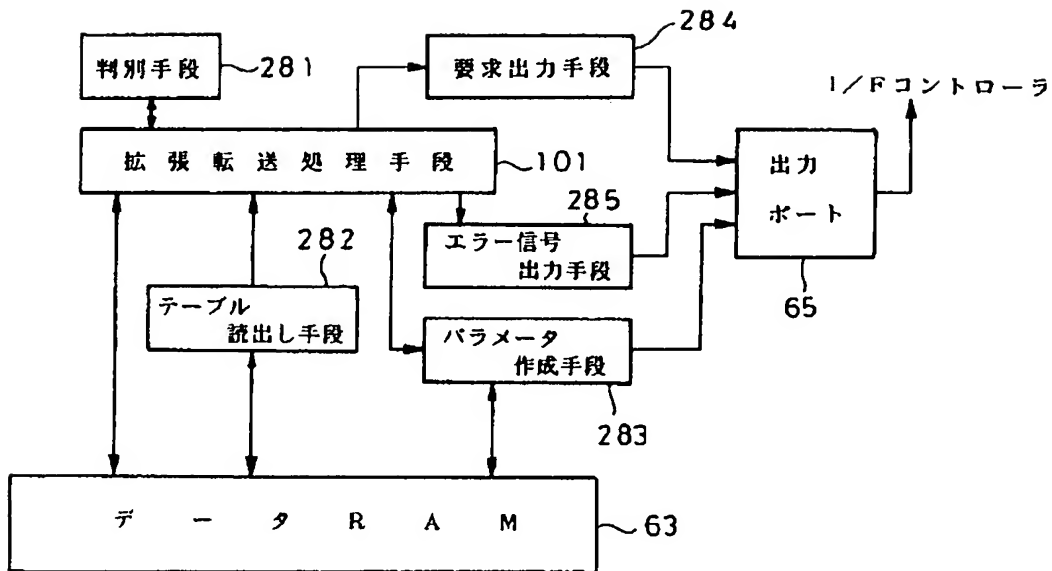 284
判別手段
281
要求出力手段
I/Fコントローラ
拡張転送処理手段
101
出力
ポート
65
285
エラー信号
出力手段
282
テーブル
読出し手段
パラメータ
作成手段
283
データRAM
63